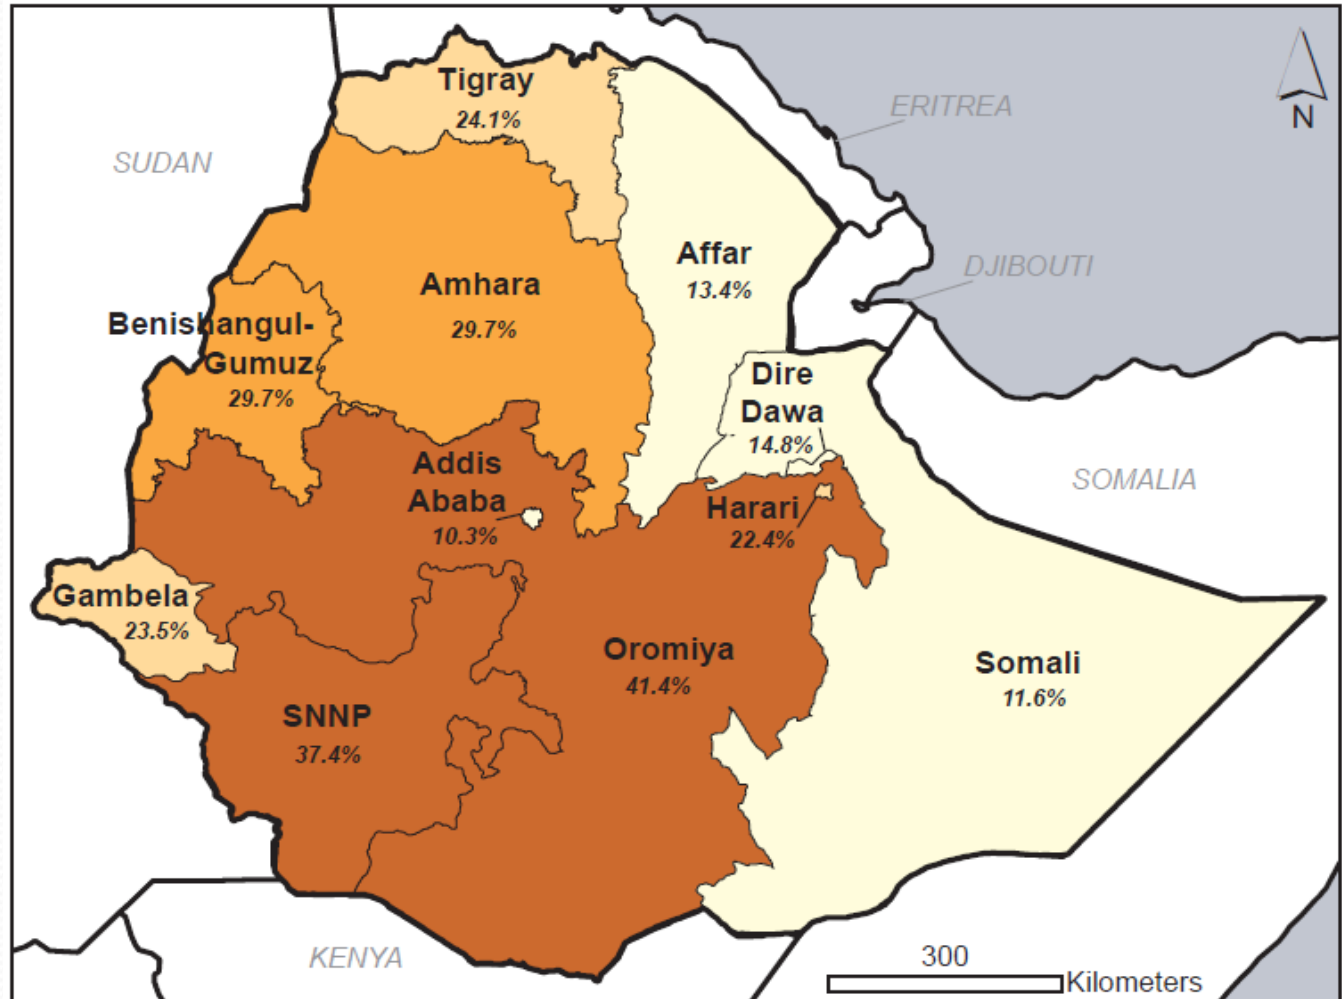 Tigray
24.1%
ERITREA
N
SUDAN
Affar
13.4%
DJIBOUTI
Amhara
29.7%
Benishangul-
Gumuz
29.7%
Dire
Dawa
14.8%
Addis
Ababa
10.3%
SOMALIA
Harari
22.4%
Gambela
23.5%
Oromiya
41.4%
Somali
11.6%
SNNP
37.4%
KENYA
300
Kilometers